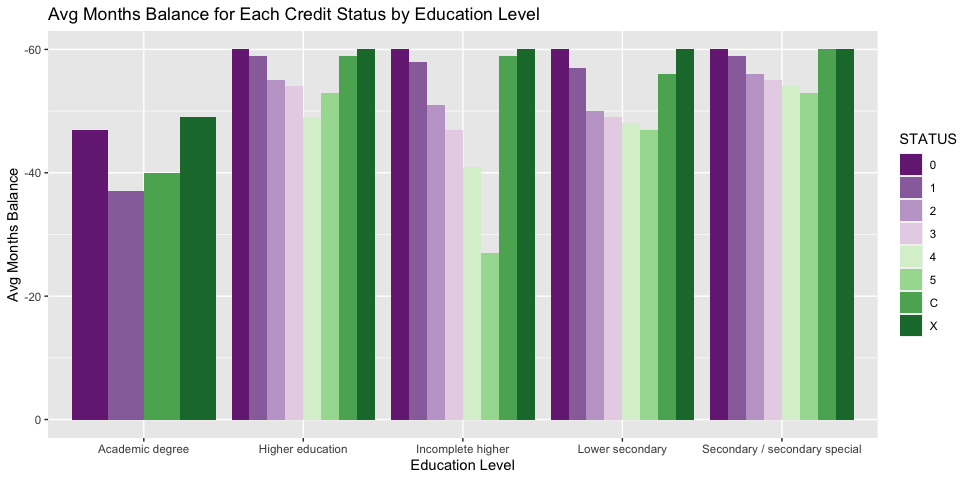 Avg Months Balance for Each Credit Status by Education Level
Avg Months Balance
-60
-40
-20
0
Academic degree
Higher education
Incomplete higher
Lower secondary
Secondary / secondary special
Education Level
STATUS
0
1
2
3
4
5
C
X